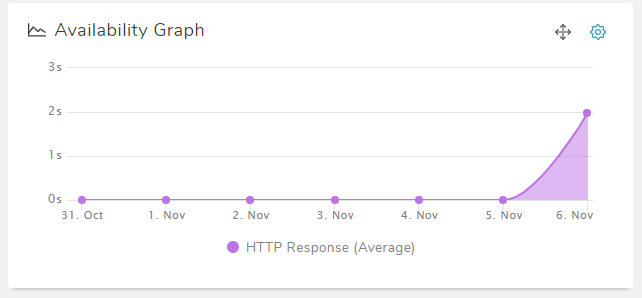 Availability Graph
3s
2s
1s
0s
31. Oct 1. Nov 2. Nov 3. Nov 4. Nov 5. Nov 6. Nov
HTTP Response (Average)